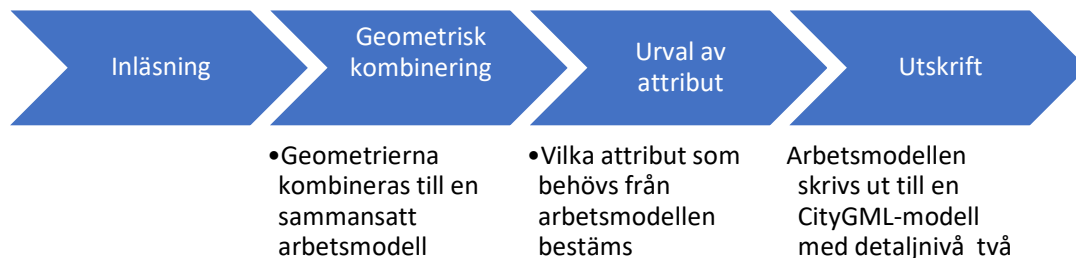 Inläsning
Geometrisk
kombinering
Urval av
attribut
Utskrift
•Geometrierna
kombineras till en
sammansatt
arbetsmodell
•Vilka attribut som
behövs från
arbetsmodellen
bestäms
Arbetsmodellen
skrivs ut till en
CityGML-modell
med detaljnivå två